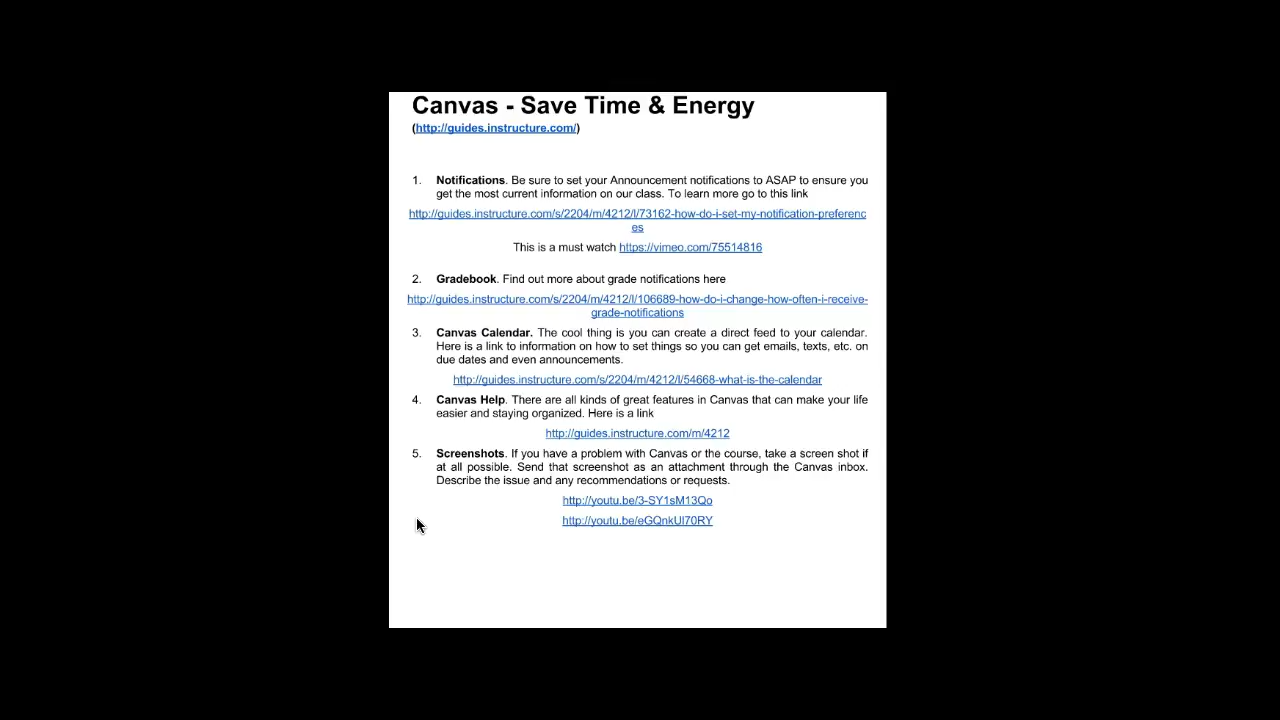 Canvas - Save Time & Energy
(http://guides.instructure.com/)
1. Notifications. Be sure to set your Announcement notifications to ASAP to ensure you
get the most current information on our class. To learn more go to this link
http://guides.instructure.com/s/2204/m/4212/l/73162-how-do-i-set-my-notification-preferenc
es
This is a must watch https://vimeo.com/75514816
2. Gradebook. Find out more about grade notifications here
http://guides.instructure.com/s/2204/m/4212/l/106689-how-do-i-change-how-often-i-receive-
grade-notifications
3. Canvas Calendar. The cool thing is you can create a direct feed to your calendar.
Here is a link to information on how to set things so you can get emails, texts, etc. on
due dates and even announcements.
http://guides.instructure.com/s/2204/m/4212/l/54668-what-is-the-calendar
4. Canvas Help. There are all kinds of great features in Canvas that can make your life
easier and staying organized. Here is a link
http://guides.instructure.com/m/4212
5. Screenshots. If you have a problem with Canvas or the course, take a screen shot if
at all possible. Send that screenshot as an attachment through the Canvas inbox.
Describe the issue and any recommendations or requests.
http://youtu.be/3-SY1sM13Qo
http://youtu.be/eGQnkUl70RY